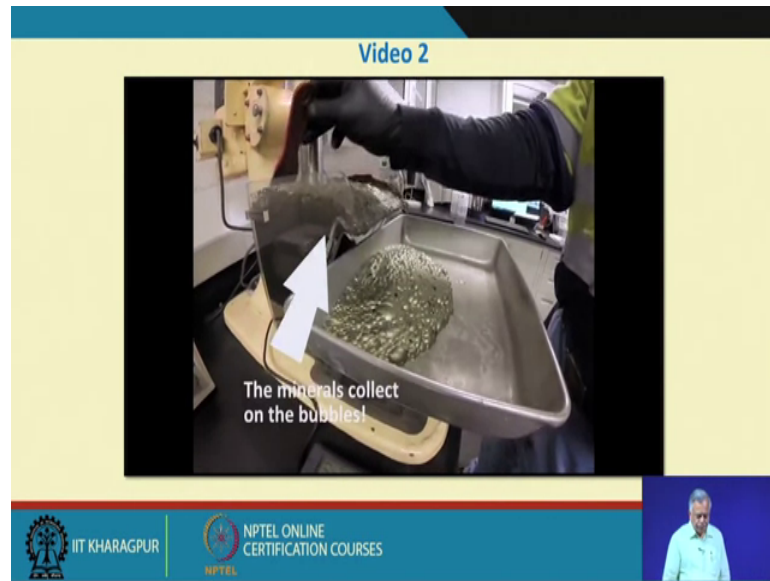 Video 2
The minerals collect
on the bubbles!
IIT KHARAGPUR
NPTEL
NPTEL ONLINE
CERTIFICATION COURSES